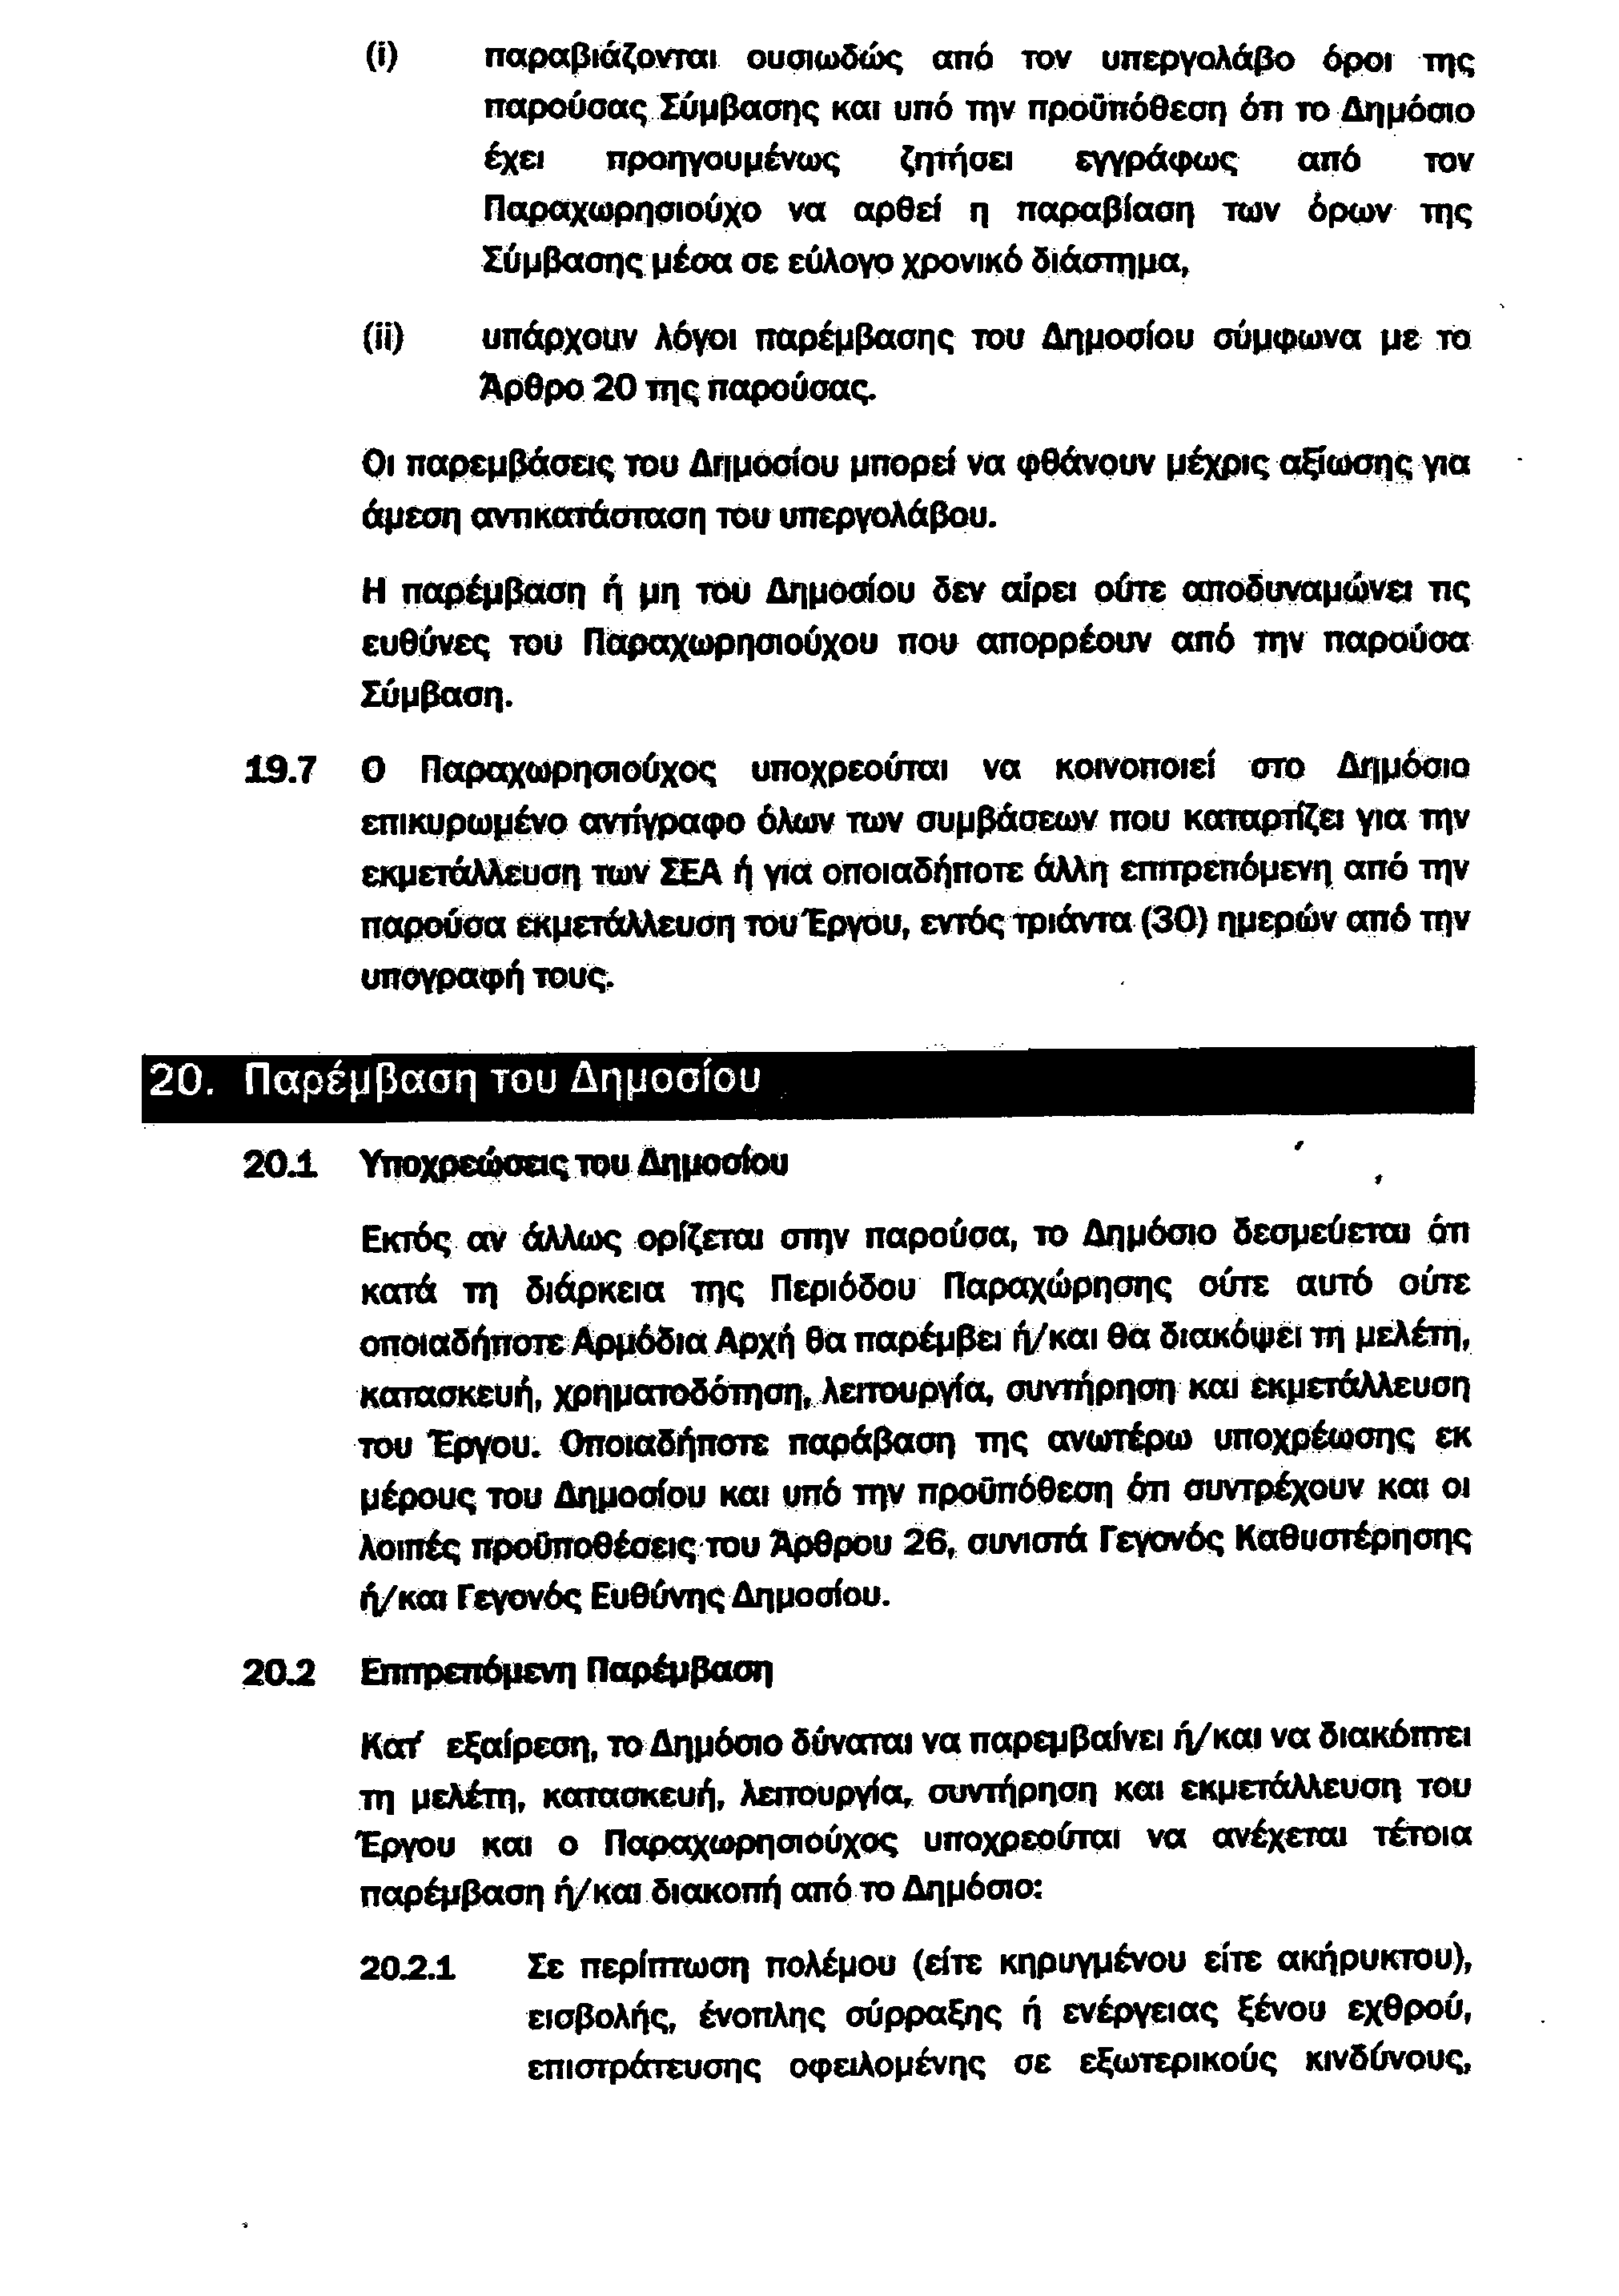 (i) παραβιάζονται ουσιωδώς από τον υπεργολάβο όροι της
παρούσας Σύμβασης και υπό την προϋπόθεση ότι το Δημόσιο
έχει προηγουμένως ζητήσει εγγράφως από τον
Παραχωρησιούχο να αρθεί η παραβίαση των όρων της
Σύμβασης μέσα σε εύλογο χρονικό διάστημα,
(ii) υπάρχουν λόγοι παρέμβασης του Δημοσίου σύμφωνα με το
Άρθρο 20 της παρούσας.
Οι παρεμβάσεις του Δημοσίου μπορεί να φθάνουν μέχρις αξίωσης για
άμεση αντικατάσταση του υπεργολάβου.
Η παρέμβαση ή μη του Δημοσίου δεν αίρει ούτε αποδυναμώνει τις
ευθύνες του Παραχωρησιούχου που απορρέουν από την παρούσα
Σύμβαση.
19.7 Ο Παραχωρησιούχος υποχρεούται να κοινοποιεί στο Δημόσιο
επικυρωμένο αντίγραφο όλων των συμβάσεων που καταρτίζει για την
εκμετάλλευση των ΣΕΑ ή για οποιαδήποτε άλλη επιτρεπόμενη από την
παρούσα εκμετάλλευση του Έργου, εντός τριάντα (30) ημερών από την
υπογραφή τους.
20. Παρέμβαση του Δημοσίου
20.1 Υποχρεώσεις του Δημοσίου
Εκτός αν άλλως ορίζεται στην παρούσα, το Δημόσιο δεσμεύεται ότι
κατά τη διάρκεια της Περιόδου Παραχώρησης ούτε αυτό ούτε
οποιαδήποτε Αρμόδια Αρχή θα παρέμβει ή/και θα διακόψει τη μελέτη,
κατασκευή, χρηματοδότηση, λειτουργία, συντήρηση και εκμετάλλευση
του Έργου. Οποιαδήποτε παράβαση της ανωτέρω υποχρέωσης εκ
μέρους του Δημοσίου και υπό την προϋπόθεση ότι συντρέχουν και οι
λοιπές προϋποθέσεις του Άρθρου 26, συνιστά Γεγονός Καθυστέρησης
ή/και Γεγονός Ευθύνης Δημοσίου.
20.2 Επιτρεπόμενη Παρέμβαση
Κατ' εξαίρεση, το Δημόσιο δύναται να παρεμβαίνει ή/και να διακόπτει
τη μελέτη, κατασκευή, λειτουργία, συντήρηση και εκμετάλλευση του
Έργου και ο Παραχωρησιούχος υποχρεούται να ανέχεται τέτοια
παρέμβαση ή/και διακοπή από το Δημόσιο:
20.2.1 Σε περίπτωση πολέμου (είτε κηρυγμένου είτε ακήρυκτου),
εισβολής, ένοπλης σύρραξης ή ενέργειας ξένου εχθρού,
επιστράτευσης οφειλομένης σε εξωτερικούς κινδύνους,